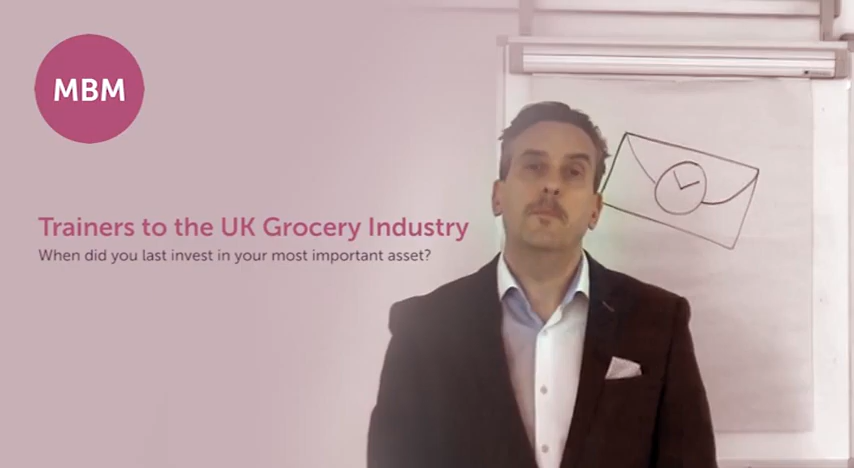 MBM
Trainers to the UK Grocery Industry
When did you last invest in your most important asset?